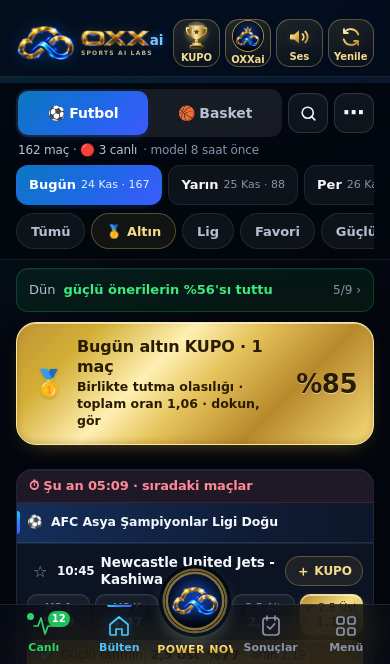 OXX ai
SPORTS AI LABS
KUPO
OXXai
Ses
Yenile
Futbol
Basket
162 maç · 3 canlı · model 8 saat önce
Bugün 24 Kas · 167
Yarın 25 Kas · 88
Per
Tümü
Altın
Lig
Favori
Dün güçlü önerilerin %56'sı tuttu 5/9 ›
Bugün altın KUPO · 1
maç
Birlikte tutma olasılığı ·
toplam oran 1,06 · dokun,
gör
%85
Şu an 05:09 · sıradaki maçlar
AFC Asya Şampiyonlar Ligi Doğu
10:45
Newcastle United Jets -
Kashiwa
+ KUPO
12
Canlı
Bülten
POWER NOW
Sonuçlar
Menü